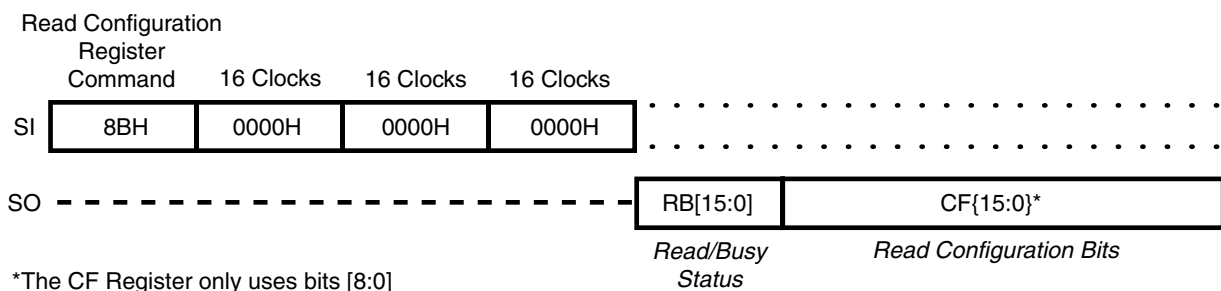 Read Configuration
Register
Command
16 Clocks
16 Clocks
16 Clocks
SI
8BH
0000H
0000H
0000H
SO
RB[15:0]
CF{15:0}*
Read/Busy
Status
Read Configuration Bits
*The CF Register only uses bits [8:0]